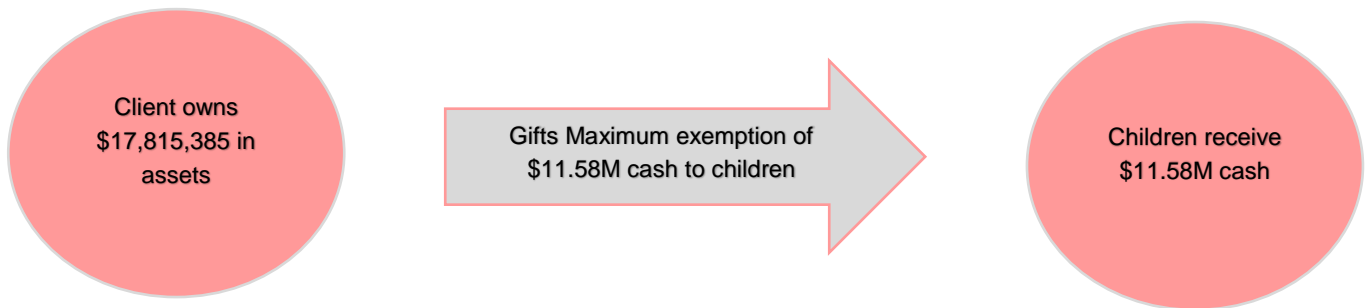 Client owns
$17,815,385 in
assets
Gifts Maximum exemption of
$11.58M cash to children
Children receive
$11.58M cash